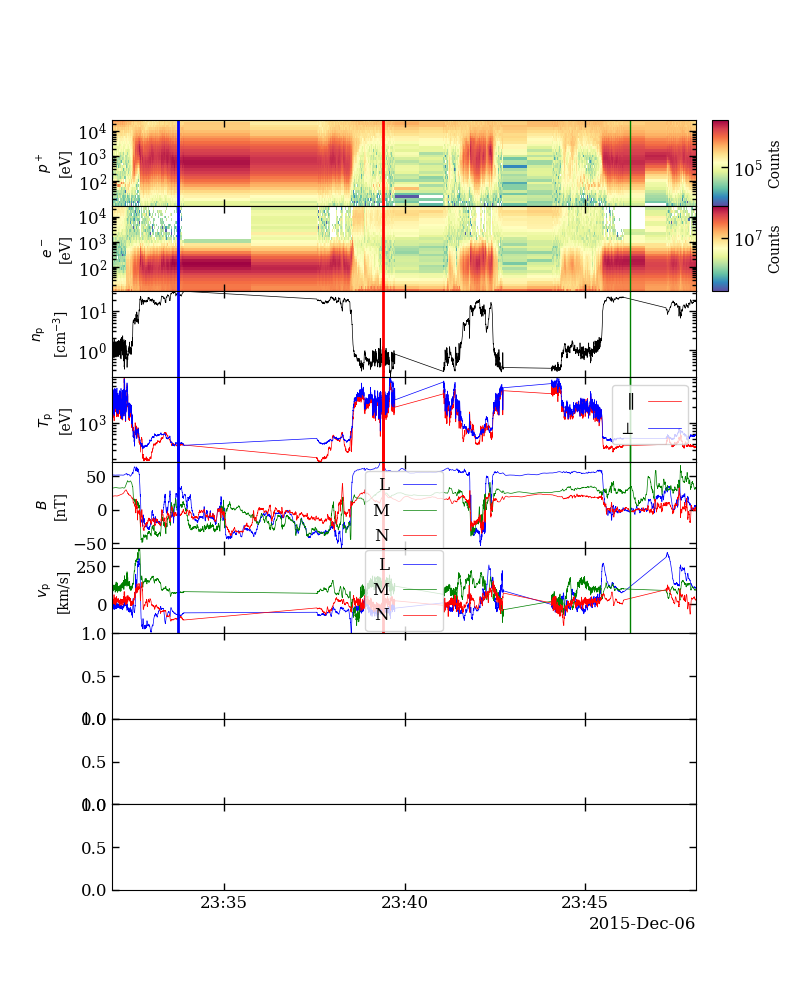 10^4
10^3
10^2
p^+
[eV]
10^5
Counts
10^4
10^3
10^2
e^-
[eV]
10^7
Counts
10^1
10^0
n_p
[cm^{-3}]
10^3
T_p
[eV]
∥
⊥
50
0
−50
B
[nT]
L
M
N
250
0
v_p
[km/s]
L
M
N
1.0
0.5
0.0
1.0
0.5
0.0
1.0
0.5
0.0
23:35
23:40
23:45
2015-Dec-06